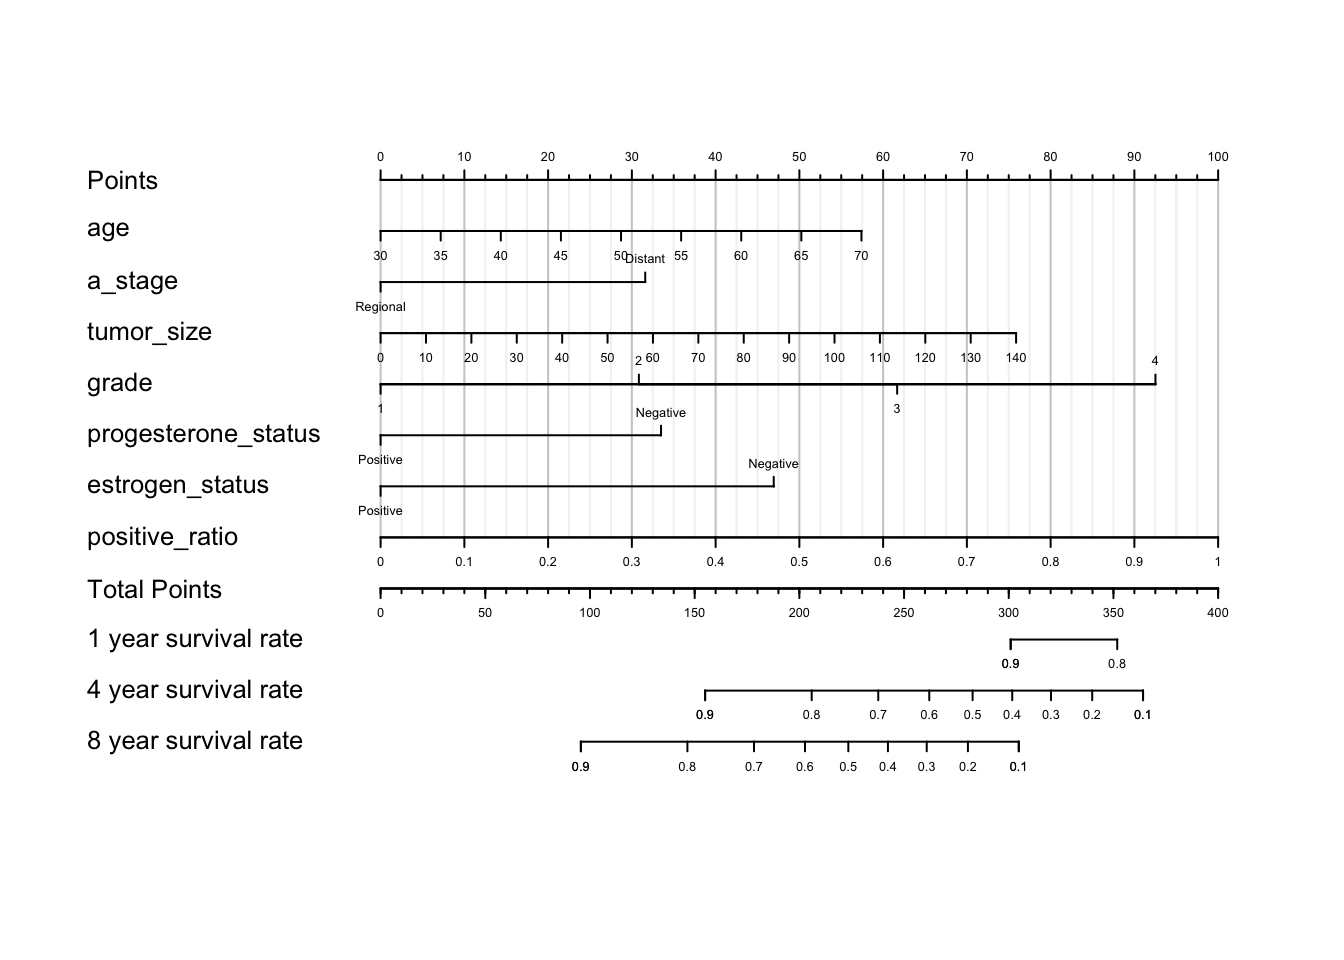 0 10 20 30 40 50 60 70 80 90 100
Points
age
30 35 40 45 50 55 60 65 70
Distant
a_stage
Regional
tumor_size
0 10 20 30 40 50 60 70 80 90 100 110 120 130 140
2 4
grade
1 3
Negative
progesterone_status
Positive
Negative
estrogen_status
Positive
positive_ratio
0 0.1 0.2 0.3 0.4 0.5 0.6 0.7 0.8 0.9 1
Total Points
0 50 100 150 200 250 300 350 400
1 year survival rate
0.9 0.8
4 year survival rate
0.9 0.8 0.7 0.6 0.5 0.4 0.3 0.2 0.1
8 year survival rate
0.9 0.8 0.7 0.6 0.5 0.4 0.3 0.2 0.1